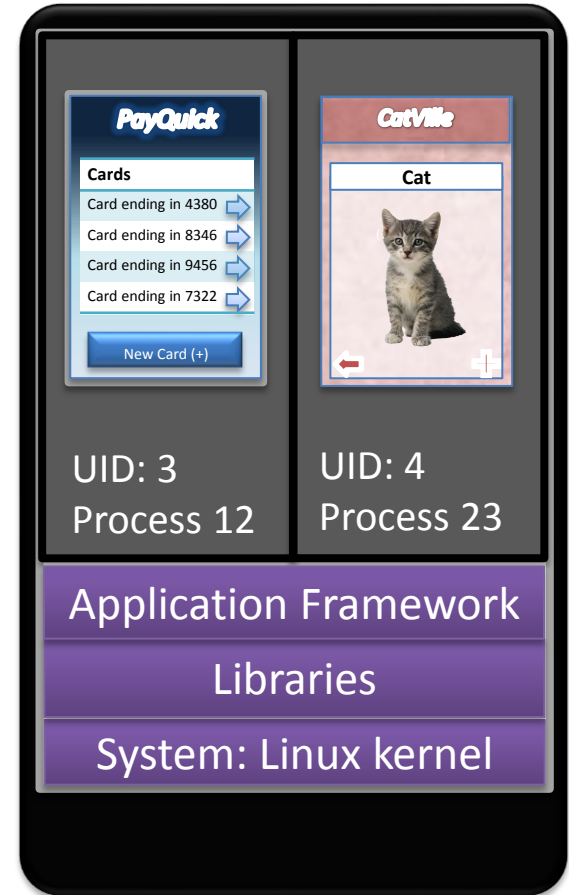 PayQuick
Cards
Card ending in 4380
Card ending in 8346
Card ending in 9456
Card ending in 7322
New Card (+)
UID: 3
Process 12
CatVille
Cat
UID: 4
Process 23
Application Framework
Libraries
System: Linux kernel